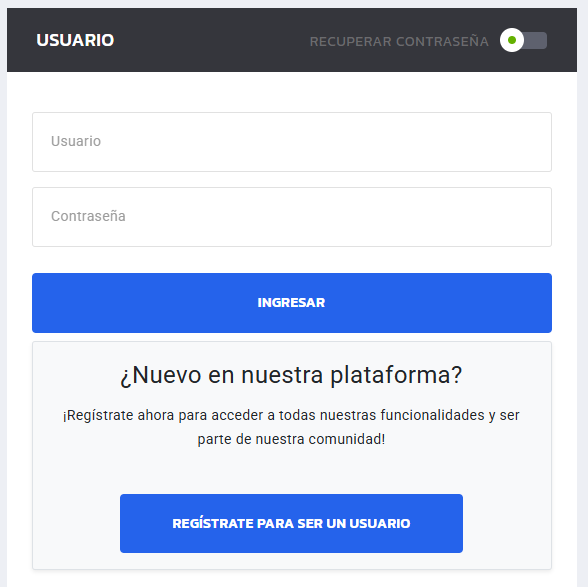 USUARIO
RECUPERAR CONTRASEÑA
Usuario
Contraseña
INGRESAR
¿Nuevo en nuestra plataforma?
¡Regístrate ahora para acceder a todas nuestras funcionalidades y ser
parte de nuestra comunidad!
REGÍSTRATE PARA SER UN USUARIO